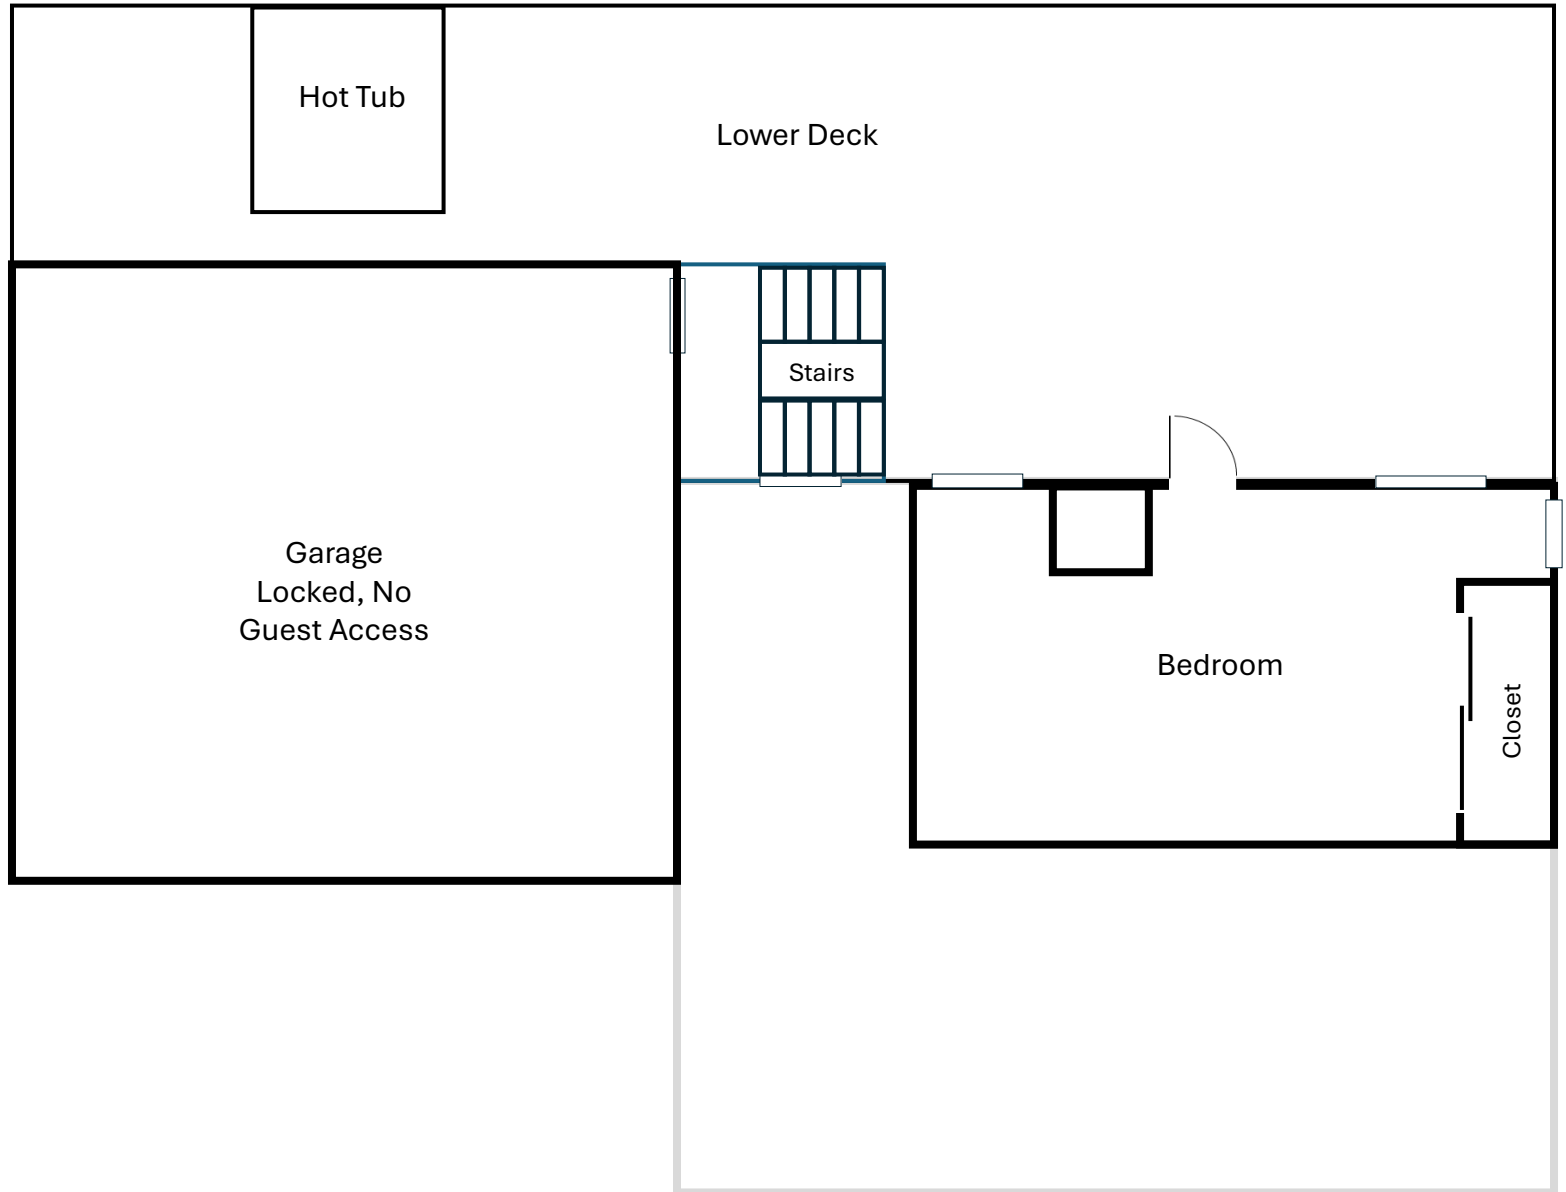 Hot Tub
Lower Deck
Stairs
Garage
Locked, No
Guest Access
Bedroom
Closet